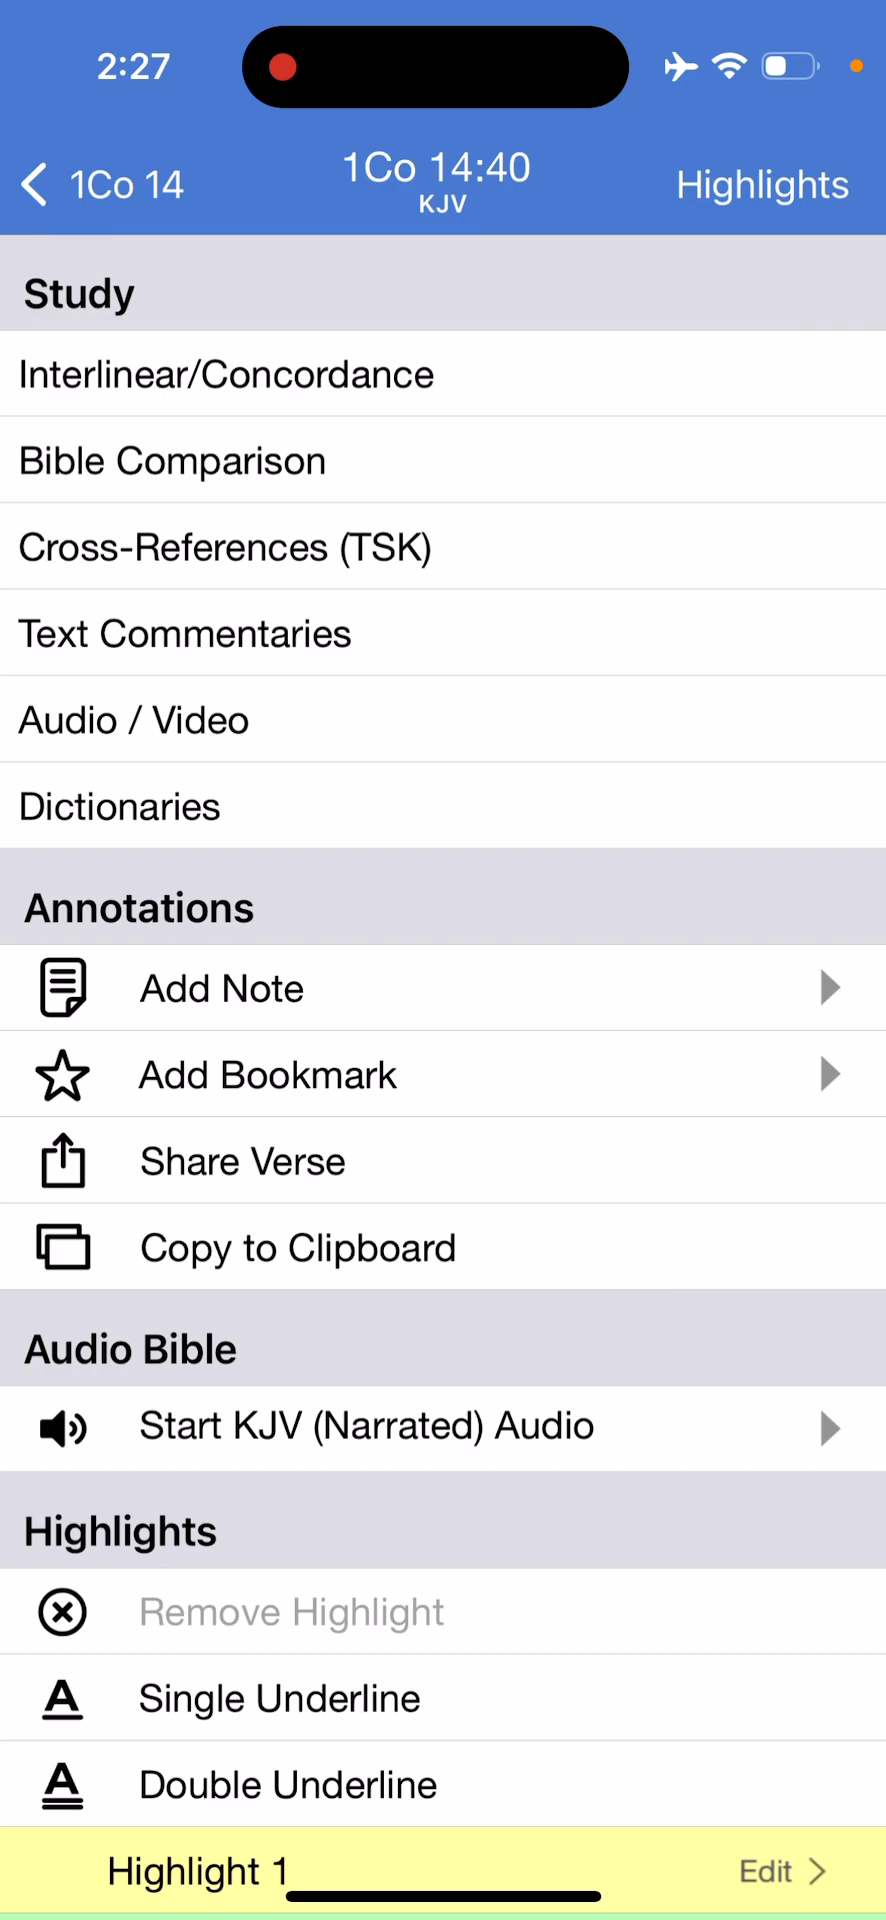 2:27
1Co 14
1Co 14:40
KJV
Highlights
Study
Interlinear/Concordance
Bible Comparison
Cross-References (TSK)
Text Commentaries
Audio / Video
Dictionaries
Annotations
Add Note
Add Bookmark
Share Verse
Copy to Clipboard
Audio Bible
Start KJV (Narrated) Audio
Highlights
Remove Highlight
A Single Underline
A Double Underline
Highlight 1 Edit